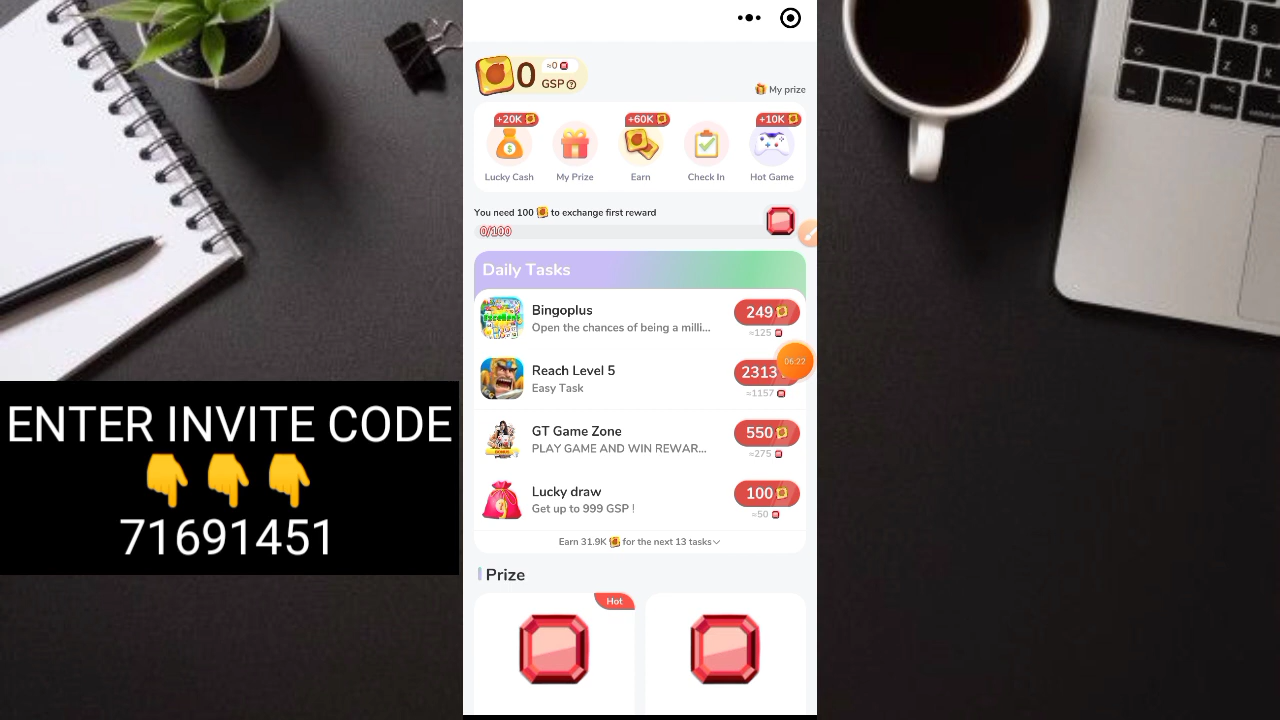 0
≈0
GSP
My prize
+20K
+60K
+10K
Lucky Cash
My Prize
Earn
Check In
Hot Game
You need 100 to exchange first reward
0/100
Daily Tasks
Bingoplus
Open the chances of being a milli...
249
≈125
Reach Level 5
Easy Task
2313
≈1157
06:27
GT Game Zone
PLAY GAME AND WIN REWAR...
550
≈275
Lucky draw
Get up to 999 GSP !
100
≈50
Earn 31.9K for the next 13 tasks
Prize
Hot
ENTER INVITE CODE
👇👇👇
71691451